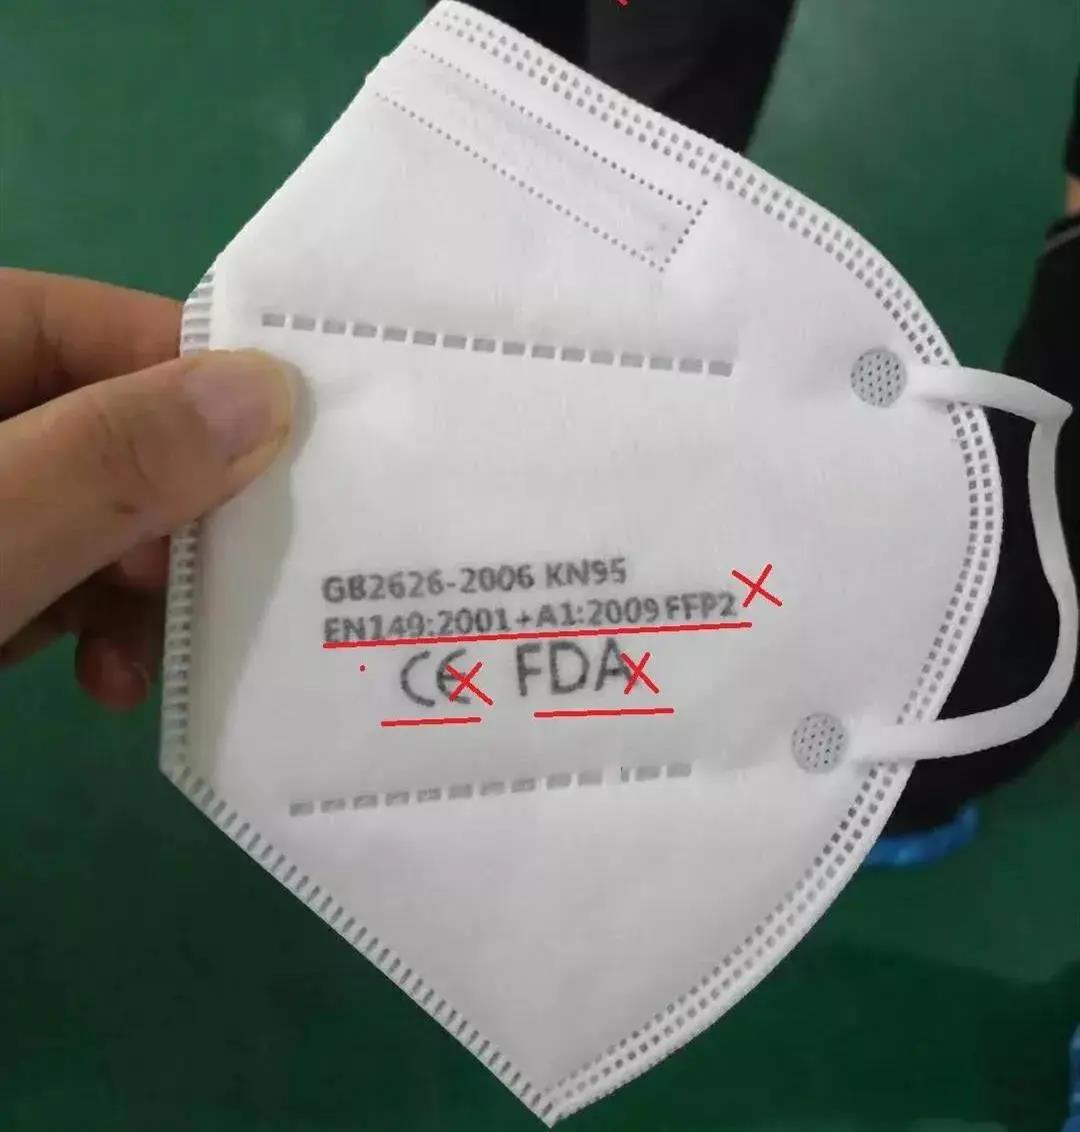 GB2626-2006 KN95
EN149:2001+A1:2009 FFP2
CE FDA